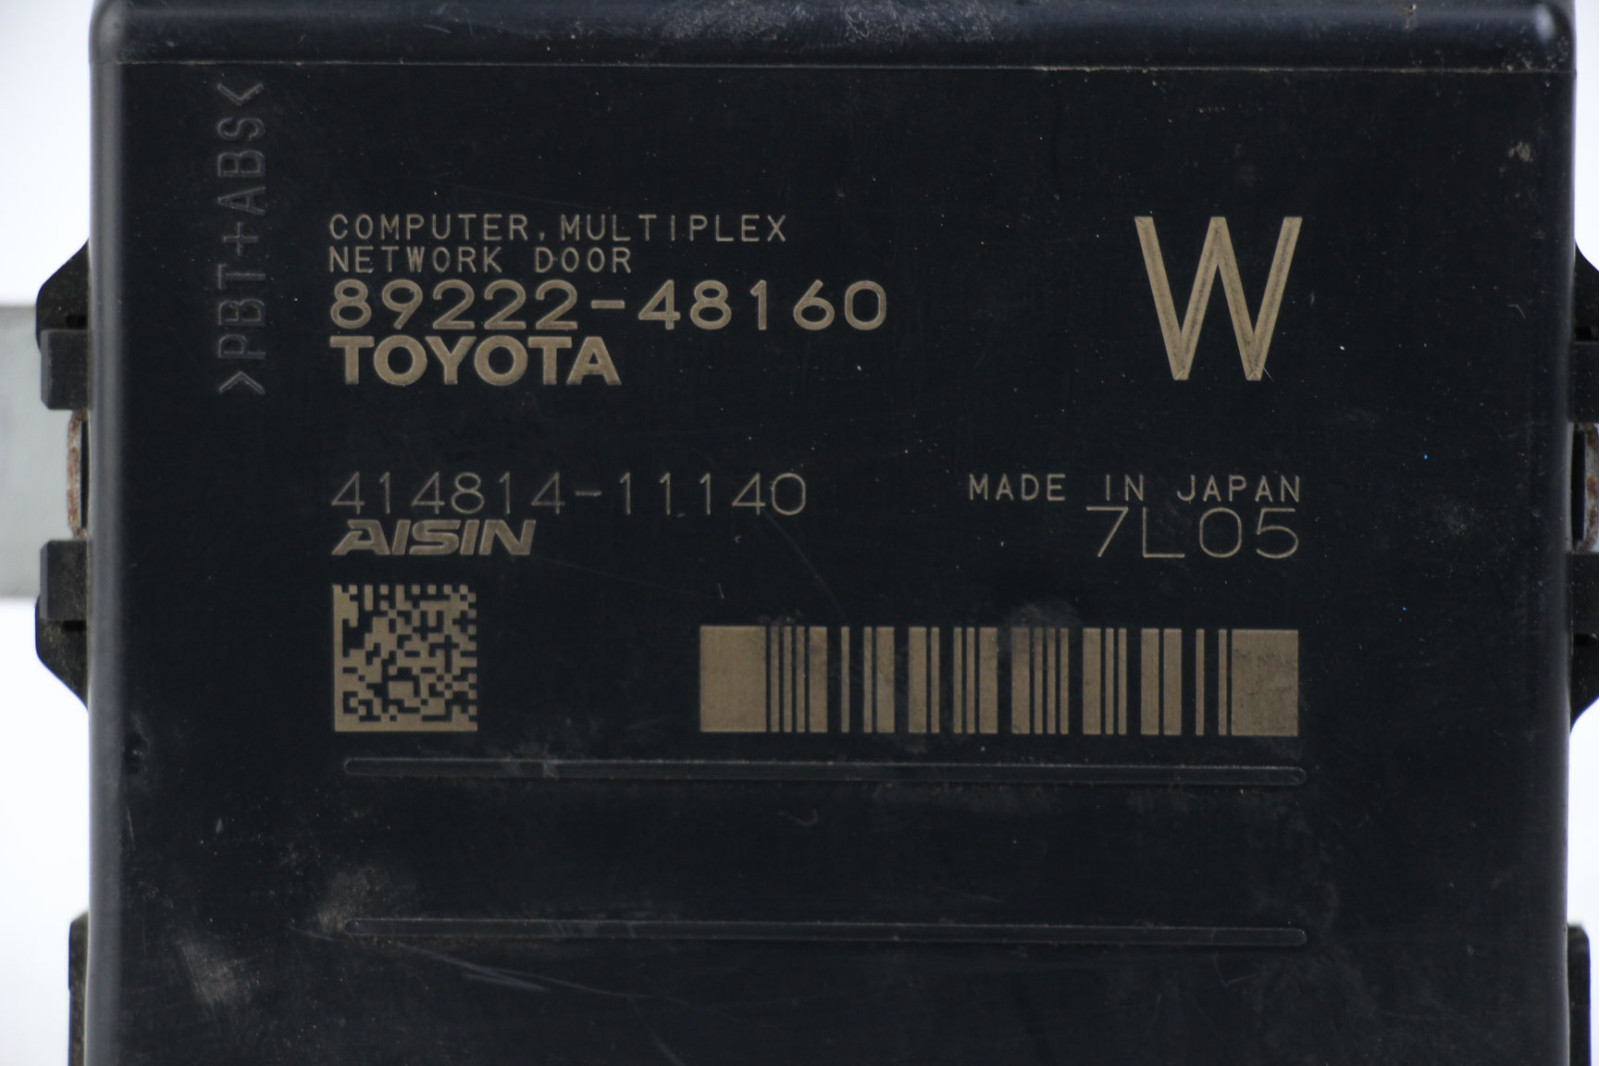 >PBT+ABS<
COMPUTER, MULTIPLEX
NETWORK DOOR
89222-48160
TOYOTA
W
414814-11140
AISIN
MADE IN JAPAN
7L05